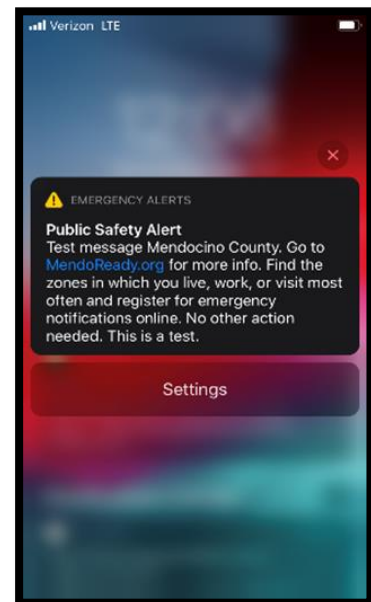 Verizon LTE
EMERGENCY ALERTS
Public Safety Alert
Test message Mendocino County. Go to
MendoReady.org for more info. Find the
zones in which you live, work, or visit most
often and register for emergency
notifications online. No other action
needed. This is a test.
Settings